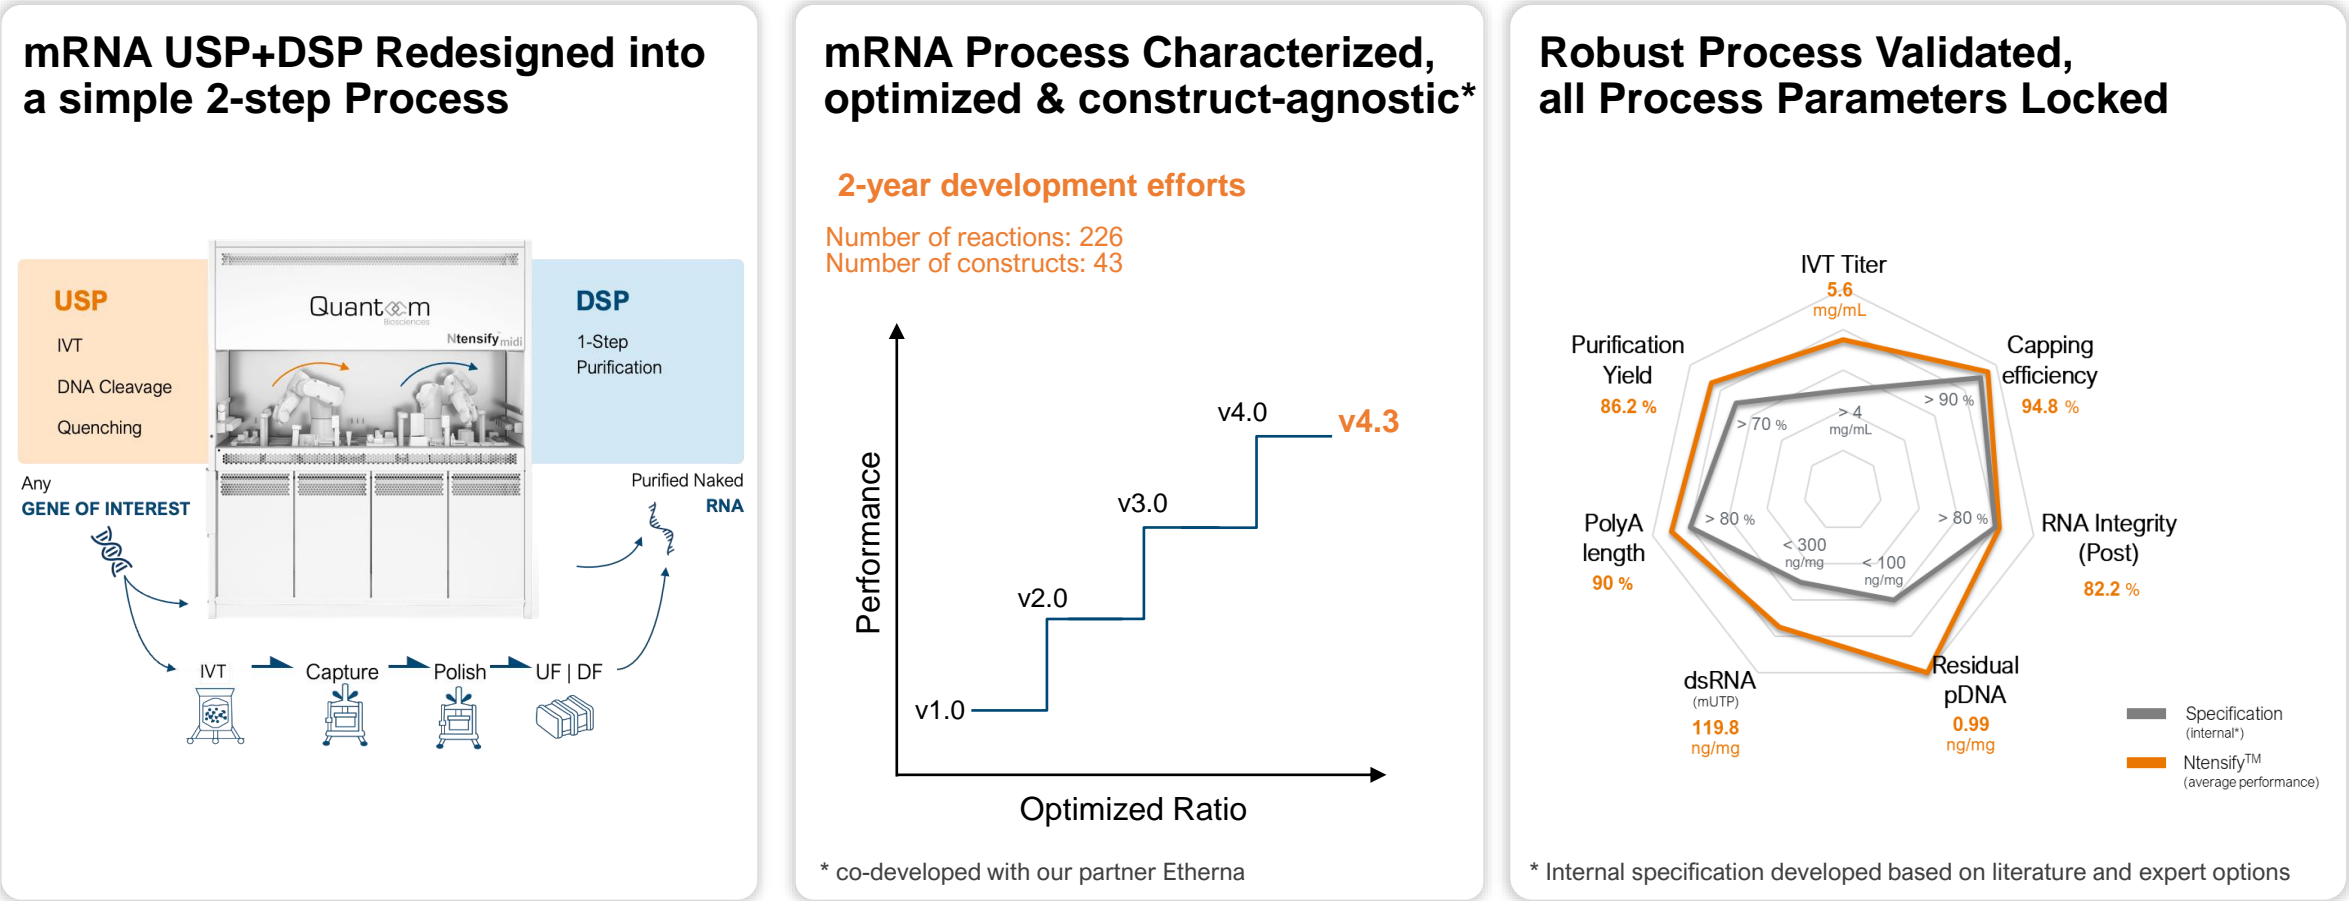 mRNA USP+DSP Redesigned into
a simple 2-step Process
USP
IVT
DNA Cleavage
Quenching
Quantoom
Biosciences
Ntensify™ midi
DSP
1-Step
Purification
Any
GENE OF INTEREST
Purified Naked
RNA
IVT
Capture
Polish
UF | DF
mRNA Process Characterized,
optimized & construct-agnostic*
2-year development efforts
Number of reactions: 226
Number of constructs: 43
Performance
v1.0
v2.0
v3.0
v4.0
v4.3
Optimized Ratio
* co-developed with our partner Etherna
Robust Process Validated,
all Process Parameters Locked
IVT Titer
5.6
mg/mL
Capping
efficiency
94.8 %
RNA Integrity
(Post)
82.2 %
Residual
pDNA
0.99
ng/mg
dsRNA
(mUTP)
119.8
ng/mg
PolyA
length
90 %
Purification
Yield
86.2 %
> 4
mg/mL
> 90 %
> 80 %
< 100
ng/mg
< 300
ng/mg
> 80 %
> 70 %
Specification
(internal*)
Ntensify™
(average performance)
* Internal specification developed based on literature and expert options